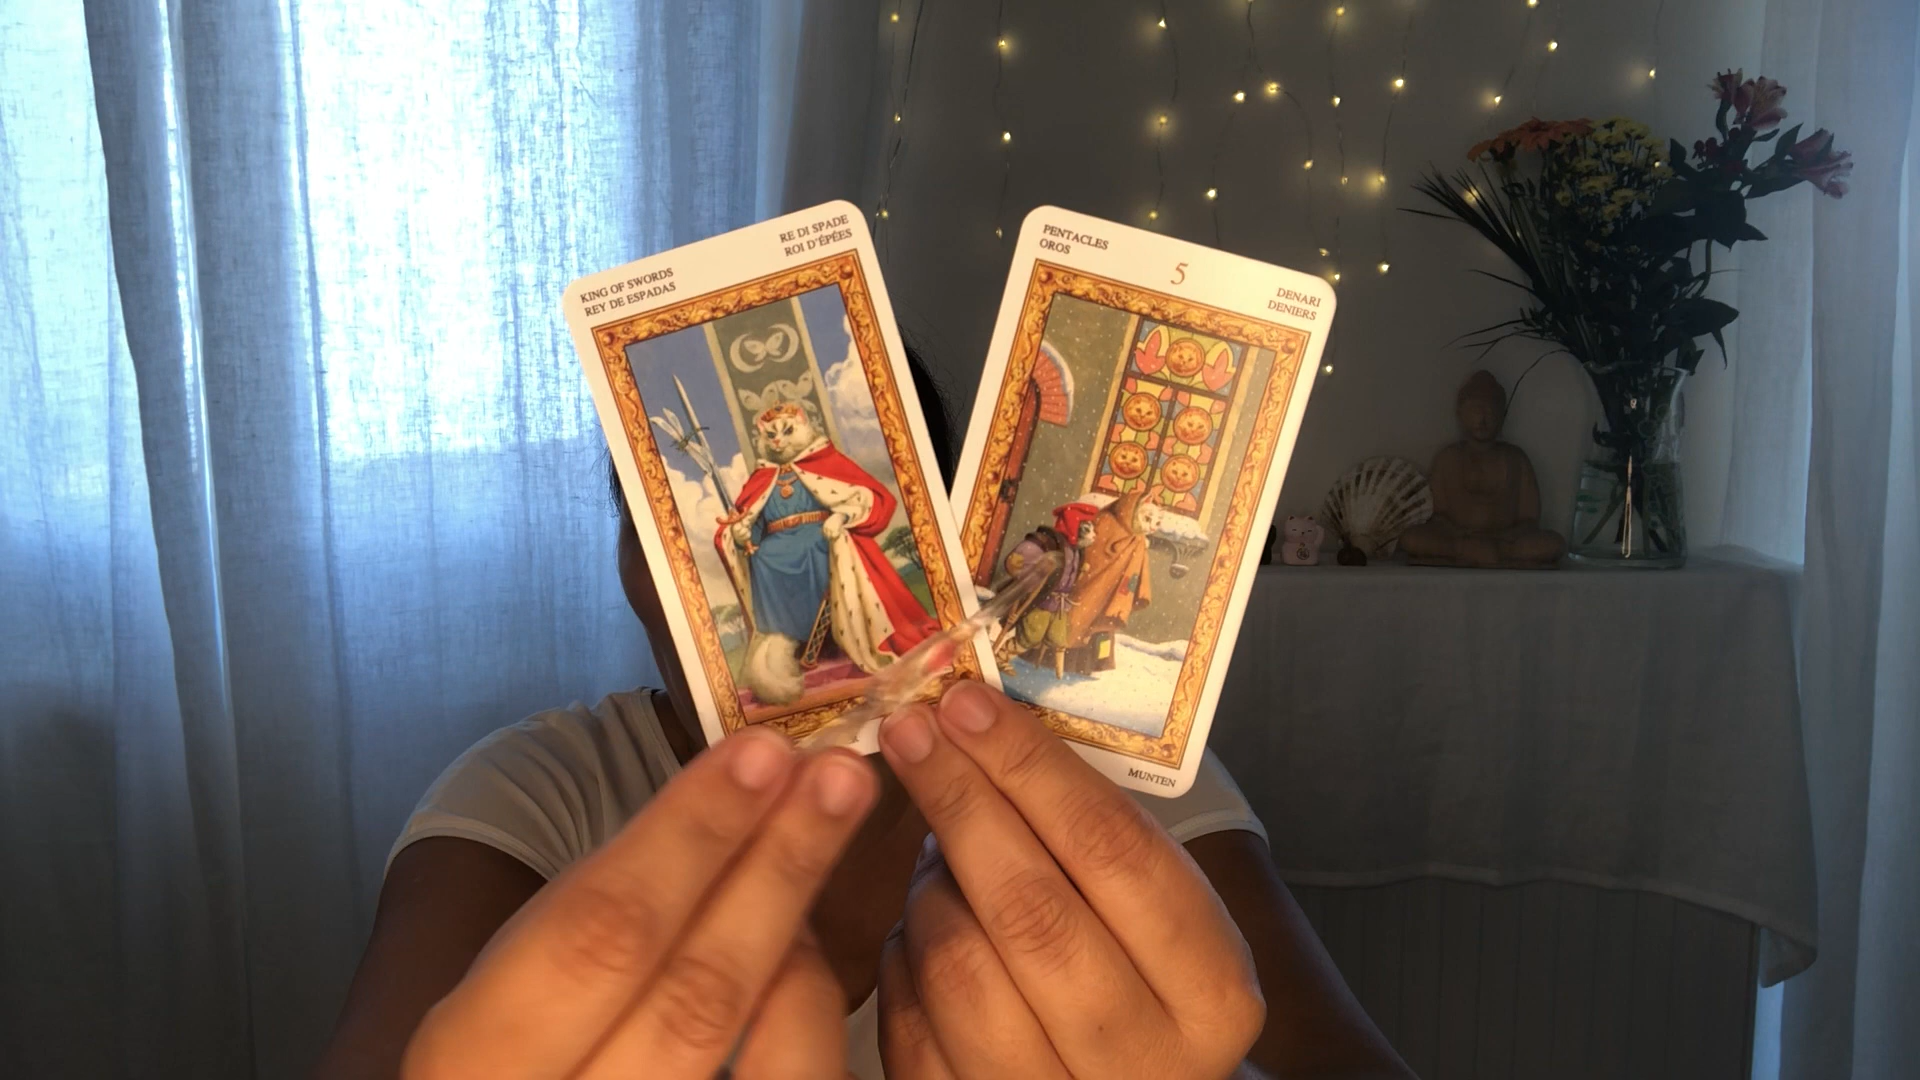 KING OF SWORDS
REY DE ESPADAS
RE DI SPADE
ROI D'ÉPÉES
PENTACLES
OROS
5
DENARI
DENIERS
MUNTEN